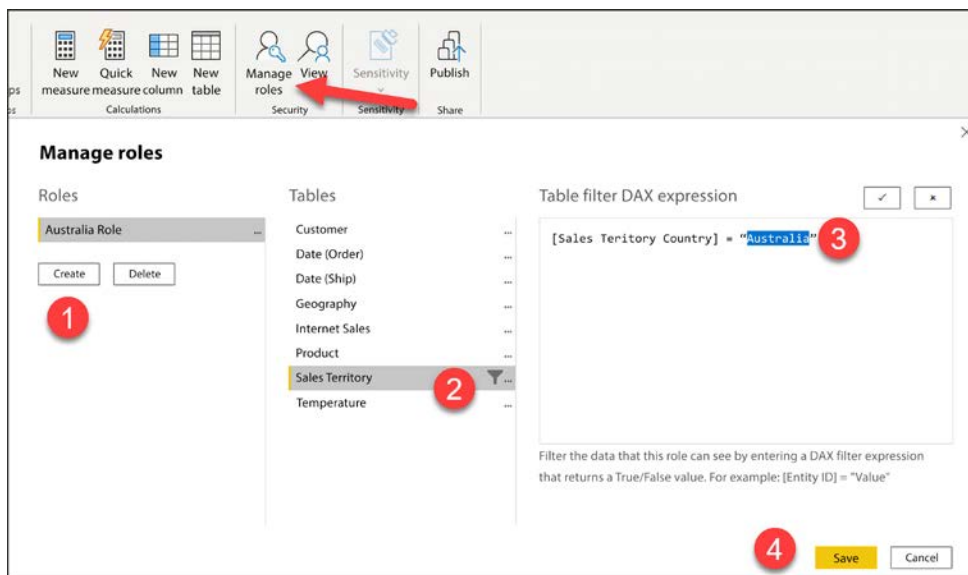 New measure
Quick measure
New column
New table
Manage roles
View
Sensitivity
Publish
ps
Calculations
Security
Sensitivity
Share
Manage roles
Roles
Australia Role
...
Create
Delete
1
Tables
Customer ...
Date (Order) ...
Date (Ship) ...
Geography ...
Internet Sales ...
Product ...
Sales Territory ...
2
Temperature ...
Table filter DAX expression
[Sales Teritory Country] = “Australia”
3
Filter the data that this role can see by entering a DAX filter expression
that returns a True/False value. For example: [Entity ID] = "Value"
4
Save
Cancel